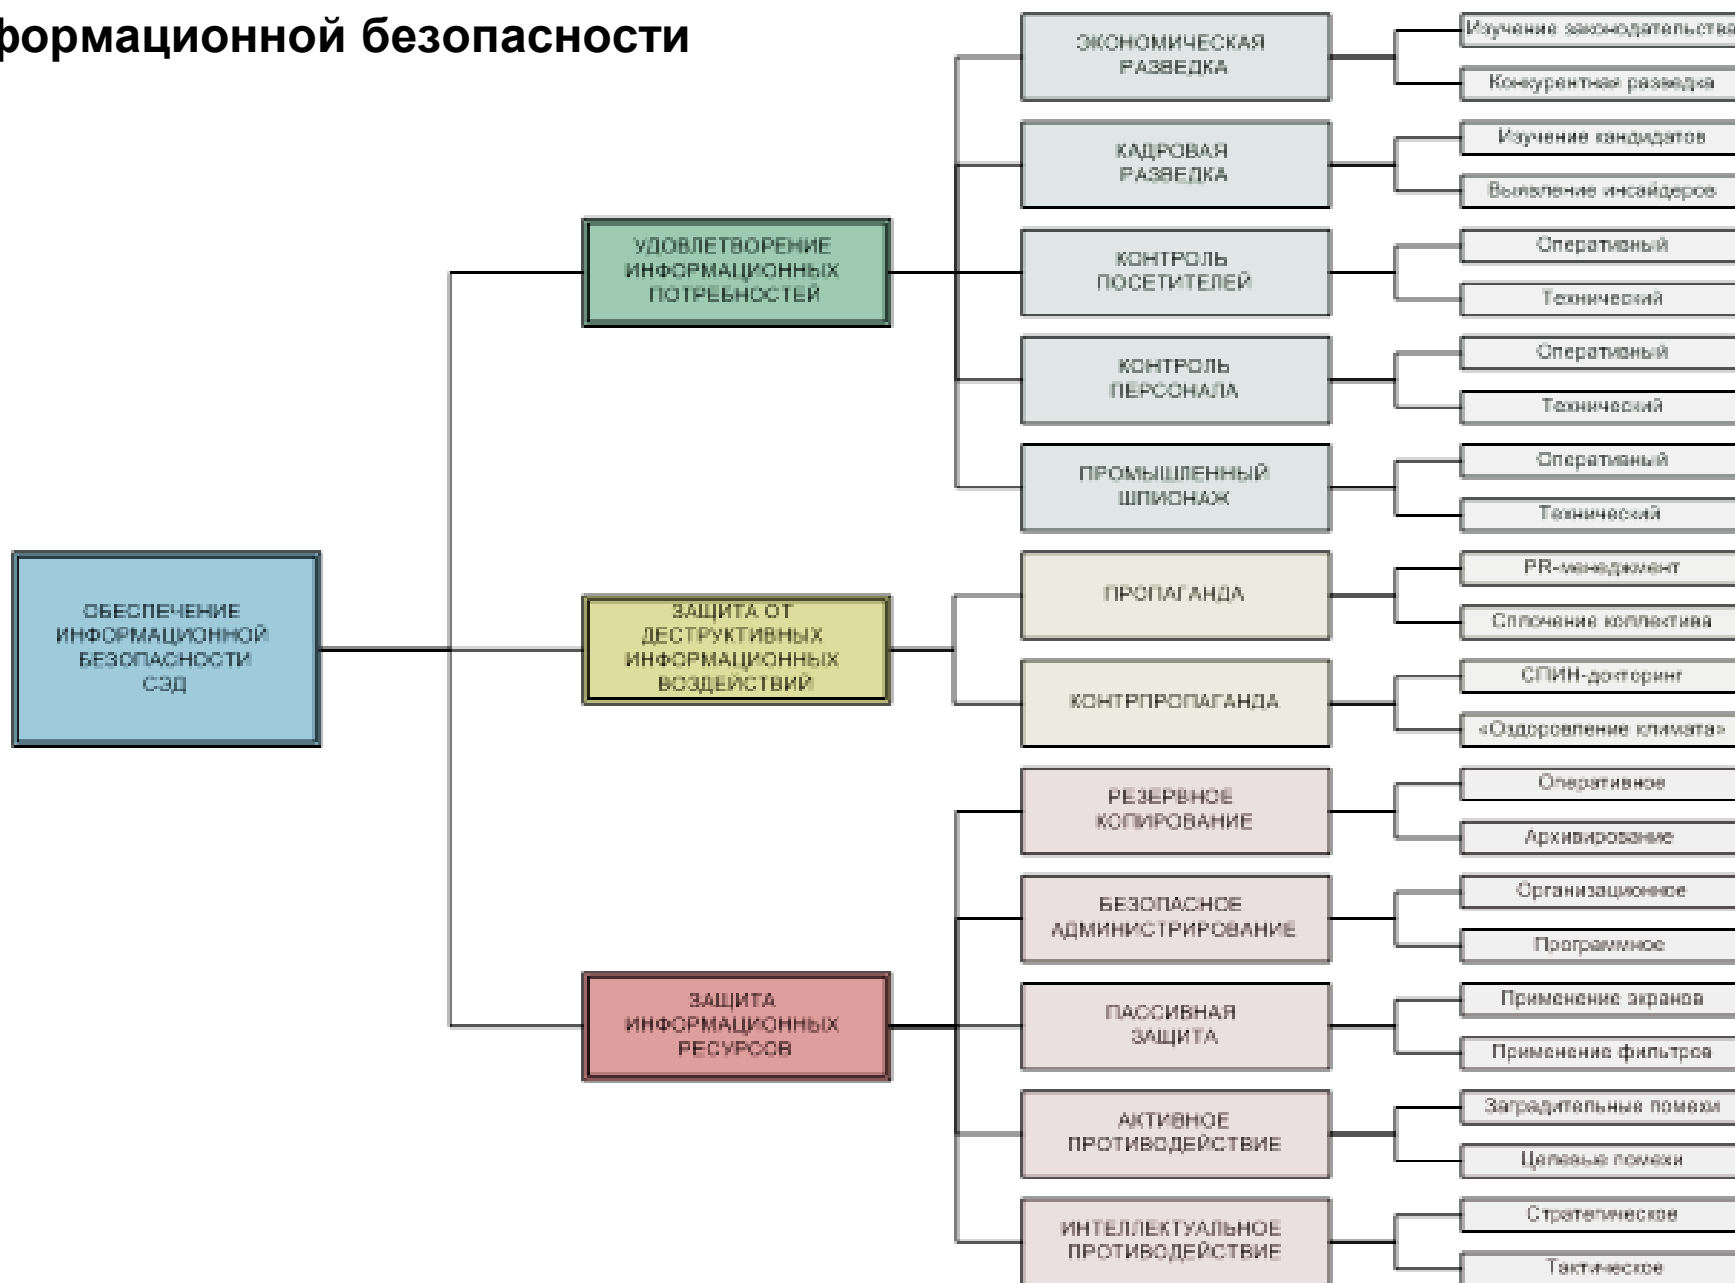 формационной безопасности
ОБЕСПЕЧЕНИЕ
ИНФОРМАЦИОННОЙ
БЕЗОПАСНОСТИ
СЭД
УДОВЛЕТВОРЕНИЕ
ИНФОРМАЦИОННЫХ
ПОТРЕБНОСТЕЙ
ЭКОНОМИЧЕСКАЯ
РАЗВЕДКА
Изучение законодательства
Конкурентная разведка
КАДРОВАЯ
РАЗВЕДКА
Изучение кандидатов
Выявление инсайдеров
КОНТРОЛЬ
ПОСЕТИТЕЛЕЙ
Оперативный
Технический
КОНТРОЛЬ
ПЕРСОНАЛА
Оперативный
Технический
ПРОМЫШЛЕННЫЙ
ШПИОНАЖ
Оперативный
Технический
ЗАЩИТА ОТ
ДЕСТРУКТИВНЫХ
ИНФОРМАЦИОННЫХ
ВОЗДЕЙСТВИЙ
ПРОПАГАНДА
PR-менеджмент
Сплочение коллектива
КОНТРПРОПАГАНДА
СПИН-докторинг
«Оздоровление климата»
ЗАЩИТА
ИНФОРМАЦИОННЫХ
РЕСУРСОВ
РЕЗЕРВНОЕ
КОПИРОВАНИЕ
Оперативное
Архивирование
БЕЗОПАСНОЕ
АДМИНИСТРИРОВАНИЕ
Организационное
Программное
ПАССИВНАЯ
ЗАЩИТА
Применение экранов
Применение фильтров
АКТИВНОЕ
ПРОТИВОДЕЙСТВИЕ
Заградительные помехи
Целевые помехи
ИНТЕЛЛЕКТУАЛЬНОЕ
ПРОТИВОДЕЙСТВИЕ
Стратегическое
Тактическое